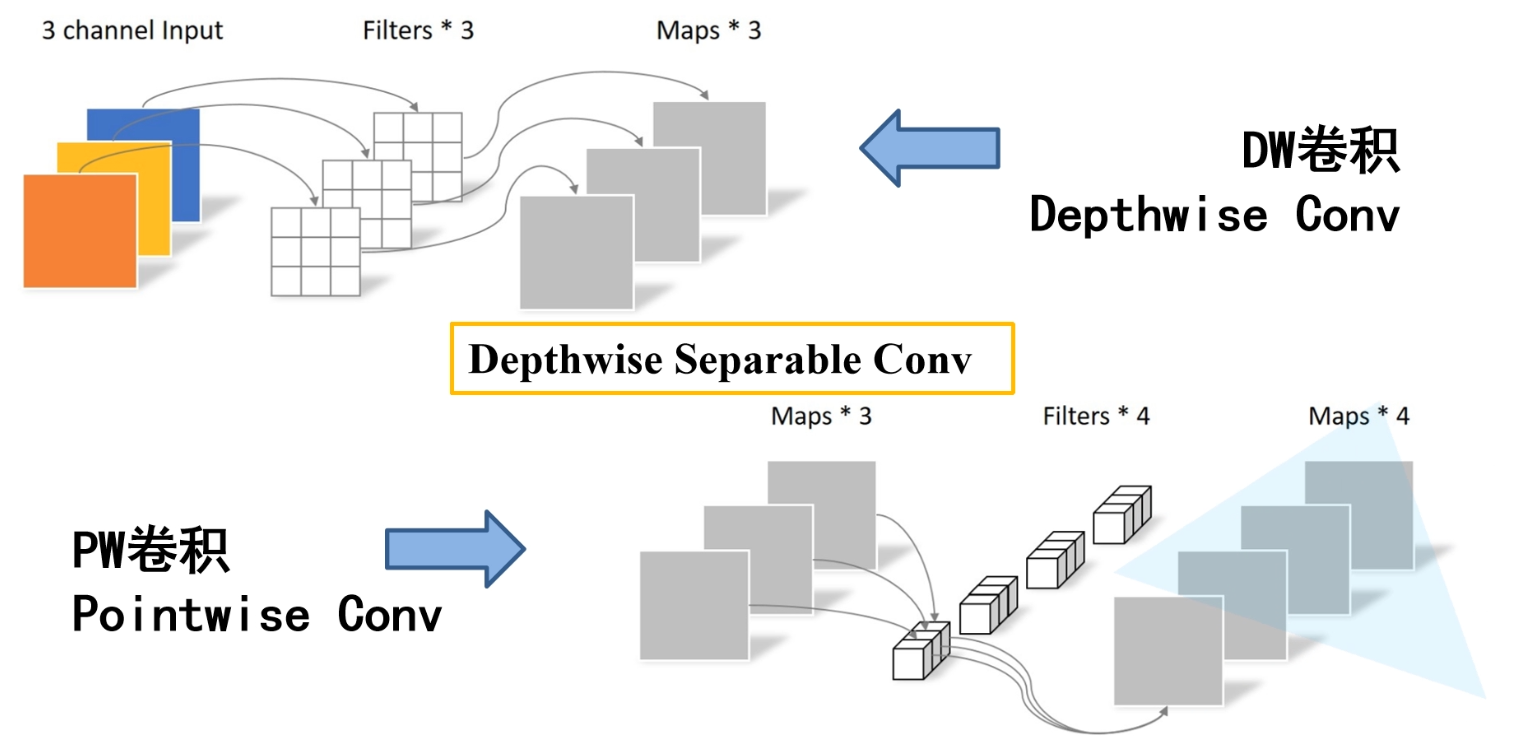 3 channel Input
Filters * 3
Maps * 3
DW卷积
Depthwise Conv
Depthwise Separable Conv
Maps * 3
Filters * 4
Maps * 4
PW卷积
Pointwise Conv